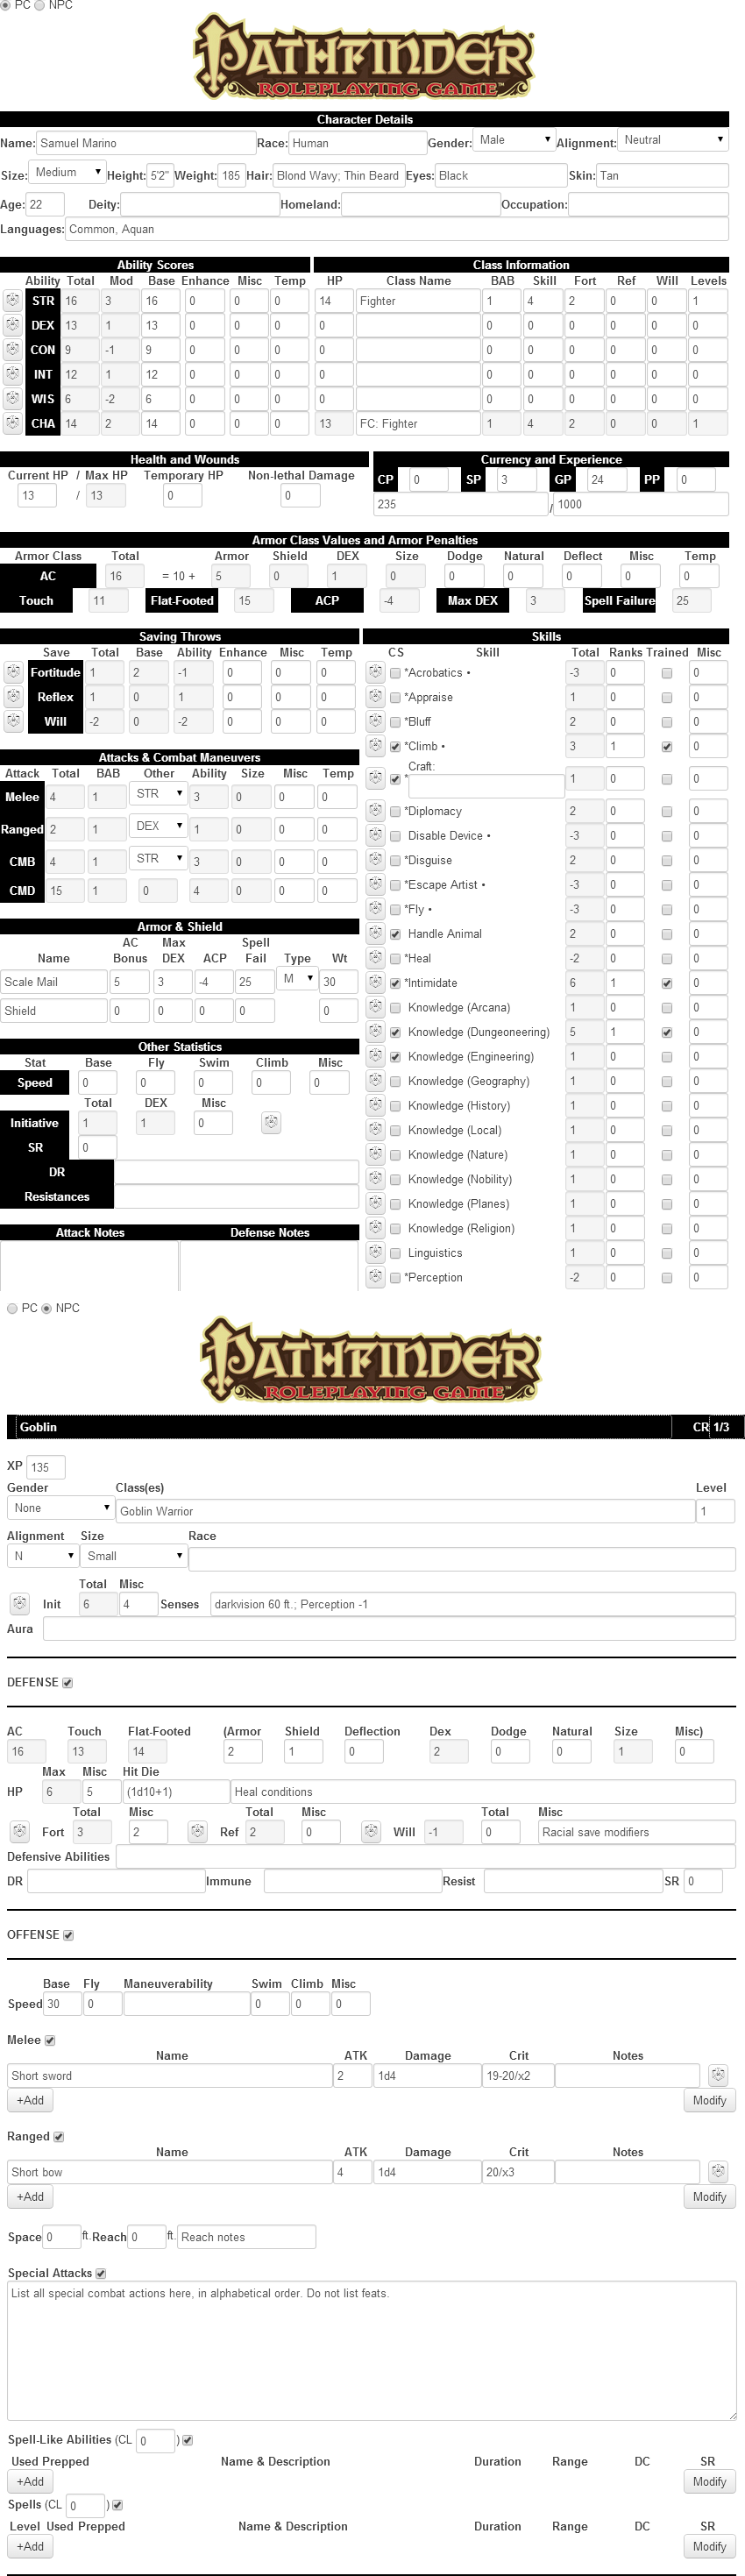 PC NPC
PATHFINDER
ROLEPLAYING GAME™
Character Details
Name: Samuel Marino Race: Human Gender: Male Alignment: Neutral
Size: Medium Height: 5'2" Weight: 185 Hair: Blond Wavy; Thin Beard Eyes: Black Skin: Tan
Age: 22 Deity: Homeland: Occupation:
Languages: Common, Aquan
Ability Scores Class Information
Ability Total Mod Base Enhance Misc Temp HP Class Name BAB Skill Fort Ref Will Levels
STR 16 3 16 0 0 0 14 Fighter 1 4 2 0 0 1
DEX 13 1 13 0 0 0 0 0 0 0 0 0 0
CON 9 -1 9 0 0 0 0 0 0 0 0 0 0
INT 12 1 12 0 0 0 0 0 0 0 0 0 0
WIS 6 -2 6 0 0 0 0 0 0 0 0 0 0
CHA 14 2 14 0 0 0 13 FC: Fighter 1 4 2 0 0 1
Health and Wounds Currency and Experience
Current HP / Max HP Temporary HP Non-lethal Damage CP 0 SP 3 GP 24 PP 0
13 / 13 0 0 235 / 1000
Armor Class Values and Armor Penalties
Armor Class Total Armor Shield DEX Size Dodge Natural Deflect Misc Temp
AC 16 = 10 + 5 0 1 0 0 0 0 0 0
Touch 11 Flat-Footed 15 ACP -4 Max DEX 3 Spell Failure 25
Saving Throws Skills
Save Total Base Ability Enhance Misc Temp CS Skill Total Ranks Trained Misc
Fortitude 1 2 -1 0 0 0 *Acrobatics • -3 0 0
Reflex 1 0 1 0 0 0 *Appraise 1 0 0
Will -2 0 -2 0 0 0 *Bluff 2 0 0
Attacks & Combat Maneuvers *Climb • 3 1 0
Attack Total BAB Other Ability Size Misc Temp Craft:
Melee 4 1 STR 3 0 0 0 * 1 0 0
Ranged 2 1 DEX 1 0 0 0 *Diplomacy 2 0 0
Disable Device • -3 0 0
CMB 4 1 STR 3 0 0 0 *Disguise 2 0 0
CMD 15 1 0 4 0 0 0 *Escape Artist • -3 0 0
*Fly • -3 0 0
Armor & Shield Handle Animal 2 0 0
Name AC Bonus Max DEX ACP Spell Fail Type Wt *Heal -2 0 0
Scale Mail 5 3 -4 25 M 30 *Intimidate 6 1 0
Shield 0 0 0 0 0 Knowledge (Arcana) 1 0 0
Knowledge (Dungeoneering) 5 1 0
Other Statistics Knowledge (Engineering) 1 0 0
Stat Base Fly Swim Climb Misc
Speed 0 0 0 0 0 Knowledge (Geography) 1 0 0
Total DEX Misc Knowledge (History) 1 0 0
Initiative 1 1 0 Knowledge (Local) 1 0 0
SR 0 Knowledge (Nature) 1 0 0
DR Knowledge (Nobility) 1 0 0
Resistances Knowledge (Planes) 1 0 0
Attack Notes Defense Notes Knowledge (Religion) 1 0 0
Linguistics 1 0 0
*Perception -2 0 0
PC NPC
PATHFINDER
ROLEPLAYING GAME™
Goblin CR 1/3
XP 135
Gender Class(es) Level
None Goblin Warrior 1
Alignment Size Race
N Small
Total Misc
Init 6 4 Senses darkvision 60 ft.; Perception -1
Aura
DEFENSE
AC Touch Flat-Footed (Armor Shield Deflection Dex Dodge Natural Size Misc)
16 13 14 2 1 0 2 0 0 1 0
Max Misc Hit Die
HP 6 5 (1d10+1) Heal conditions
Total Misc Total Misc Total Misc
Fort 3 2 Ref 2 0 Will -1 0 Racial save modifiers
Defensive Abilities
DR Immune Resist SR 0
OFFENSE
Base Fly Maneuverability Swim Climb Misc
Speed 30 0 0 0 0
Melee
Name ATK Damage Crit Notes
Short sword 2 1d4 19-20/x2
+Add Modify
Ranged
Name ATK Damage Crit Notes
Short bow 4 1d4 20/x3
+Add Modify
Space 0 ft. Reach 0 ft. Reach notes
Special Attacks
List all special combat actions here, in alphabetical order. Do not list feats.
Spell-Like Abilities (CL 0 )
Used Prepped Name & Description Duration Range DC SR
+Add Modify
Spells (CL 0 )
Level Used Prepped Name & Description Duration Range DC SR
+Add Modify